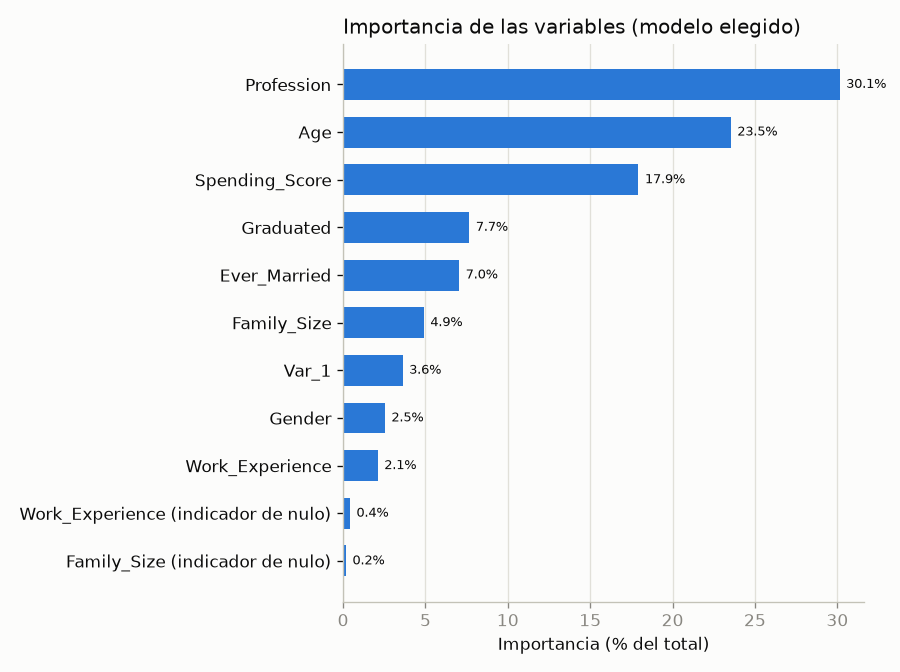 Importancia de las variables (modelo elegido)
Profession 30.1%
Age 23.5%
Spending_Score 17.9%
Graduated 7.7%
Ever_Married 7.0%
Family_Size 4.9%
Var_1 3.6%
Gender 2.5%
Work_Experience 2.1%
Work_Experience (indicador de nulo) 0.4%
Family_Size (indicador de nulo) 0.2%
0 5 10 15 20 25 30
Importancia (% del total)